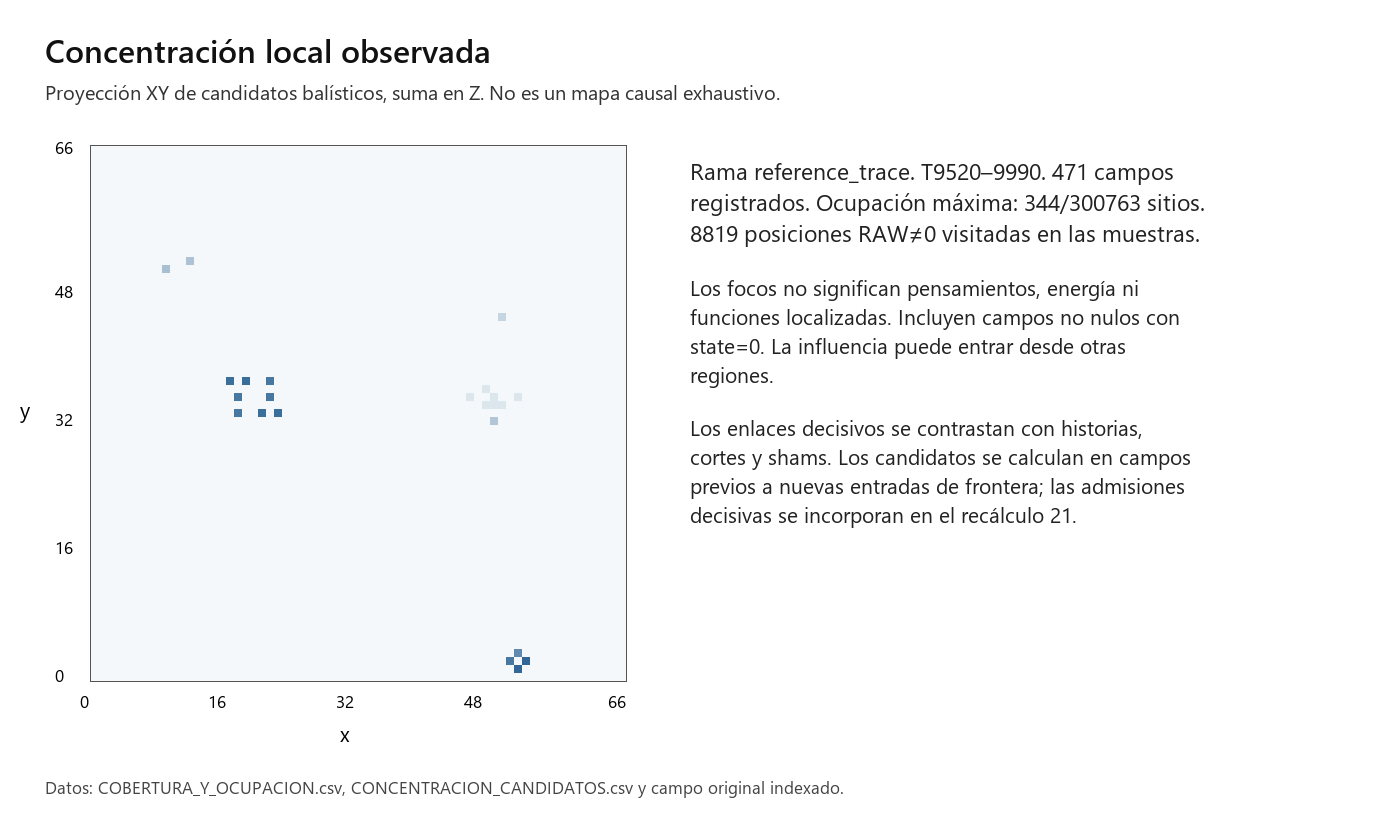 Concentración local observada
Proyección XY de candidatos balísticos, suma en Z. No es un mapa causal exhaustivo.
66
48
y
32
16
0
0 16 32 48 66
x
Rama reference_trace. T9520–9990. 471 campos
registrados. Ocupación máxima: 344/300763 sitios.
8819 posiciones RAW≠0 visitadas en las muestras.
Los focos no significan pensamientos, energía ni
funciones localizadas. Incluyen campos no nulos con
state=0. La influencia puede entrar desde otras
regiones.
Los enlaces decisivos se contrastan con historias,
cortes y shams. Los candidatos se calculan en campos
previos a nuevas entradas de frontera; las admisiones
decisivas se incorporan en el recálculo 21.
Datos: COBERTURA_Y_OCUPACION.csv, CONCENTRACION_CANDIDATOS.csv y campo original indexado.